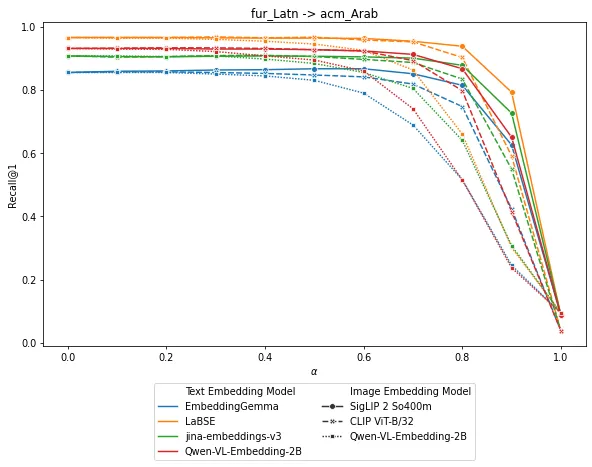 fur_Latn -> acm_Arab
Recall@1
1.0
0.8
0.6
0.4
0.2
0.0
0.0 0.2 0.4 0.6 0.8 1.0
α
Text Embedding Model Image Embedding Model
EmbeddingGemma SigLIP 2 So400m
LaBSE CLIP ViT-B/32
jina-embeddings-v3 Qwen-VL-Embedding-2B
Qwen-VL-Embedding-2B